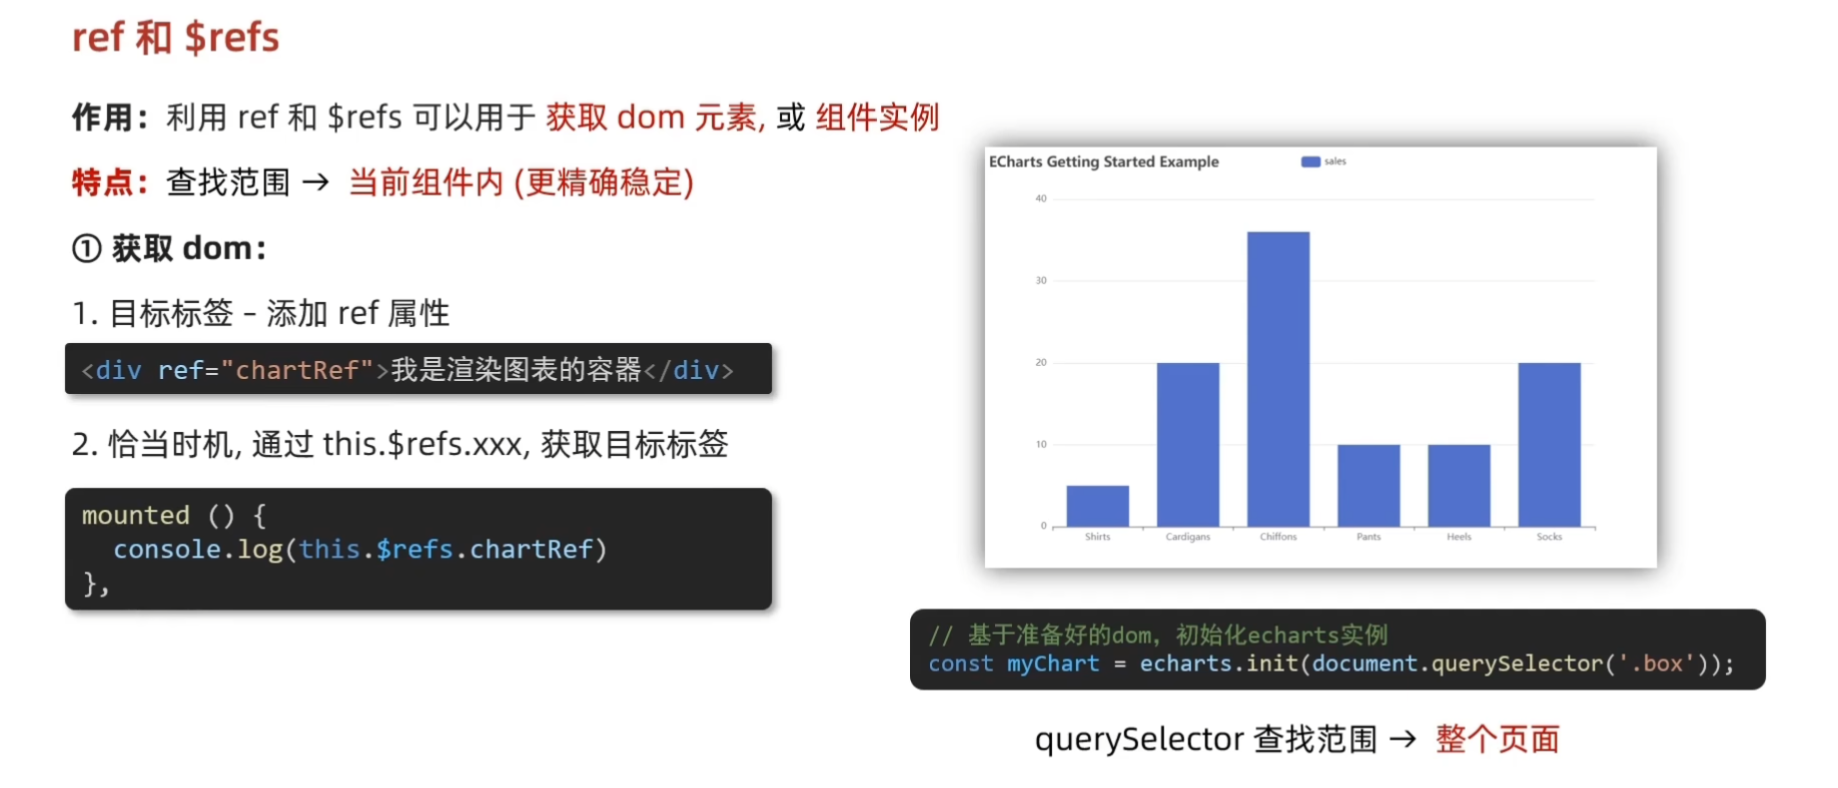 ref 和 $refs
作用：利用 ref 和 $refs 可以用于 获取 dom 元素, 或 组件实例
特点：查找范围 → 当前组件内 (更精确稳定)
① 获取 dom：
1. 目标标签 – 添加 ref 属性
<div ref="chartRef">我是渲染图表的容器</div>
2. 恰当时机, 通过 this.$refs.xxx, 获取目标标签
mounted () {
  console.log(this.$refs.chartRef)
},
ECharts Getting Started Example
sales
40
30
20
10
0
Shirts Cardigans Chiffons Pants Heels Socks
// 基于准备好的dom，初始化echarts实例
const myChart = echarts.init(document.querySelector('.box'));
querySelector 查找范围 → 整个页面